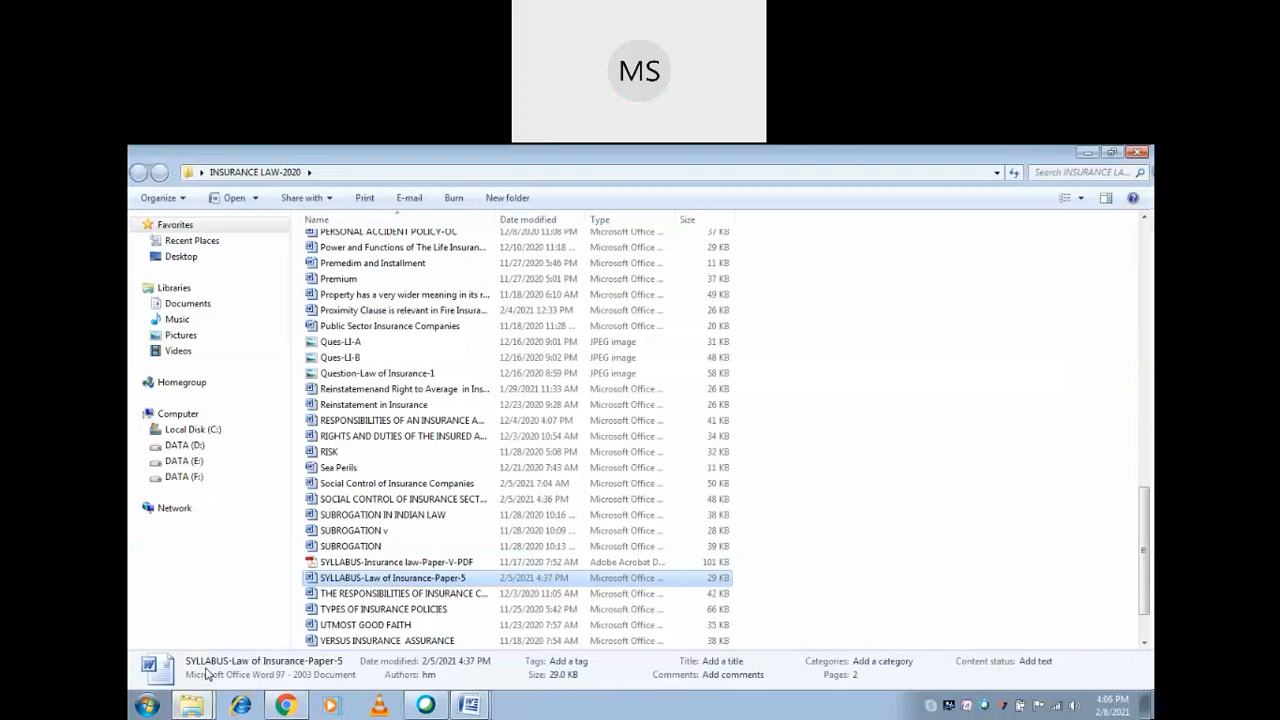 MS
INSURANCE LAW-2020
Search INSURANCE LA...
Organize Open Share with Print E-mail Burn New folder
Name Date modified Type Size
Favorites
Recent Places
Desktop
Libraries
Documents
Music
Pictures
Videos
Homegroup
Computer
Local Disk (C:)
DATA (D:)
DATA (E:)
DATA (F:)
Network
PERSONAL ACCIDENT POLICY-OC 12/8/2020 11:08 PM Microsoft Office ... 37 KB
Power and Functions of The Life Insuran... 12/10/2020 11:18 ... Microsoft Office ... 29 KB
Premedim and Installment 11/27/2020 5:46 PM Microsoft Office ... 11 KB
Premium 11/27/2020 5:01 PM Microsoft Office ... 37 KB
Property has a very wider meaning in its r... 11/18/2020 6:10 AM Microsoft Office ... 49 KB
Proximity Clause is relevant in Fire Insura... 2/4/2021 12:33 PM Microsoft Office ... 26 KB
Public Sector Insurance Companies 11/18/2020 11:28 ... Microsoft Office ... 20 KB
Ques-LI-A 12/16/2020 9:01 PM JPEG image 31 KB
Ques-LI-B 12/16/2020 9:02 PM JPEG image 48 KB
Question-Law of Insurance-1 12/16/2020 8:59 PM JPEG image 58 KB
Reinstatemenand Right to Average in Ins... 1/29/2021 11:33 AM Microsoft Office ... 26 KB
Reinstatement in Insurance 12/23/2020 9:28 AM Microsoft Office ... 26 KB
RESPONSIBILITIES OF AN INSURANCE A... 12/4/2020 4:07 PM Microsoft Office ... 41 KB
RIGHTS AND DUTIES OF THE INSURED A... 12/3/2020 10:54 AM Microsoft Office ... 34 KB
RISK 11/28/2020 5:08 PM Microsoft Office ... 32 KB
Sea Perils 12/21/2020 7:43 AM Microsoft Office ... 11 KB
Social Control of Insurance Companies 2/5/2021 7:04 AM Microsoft Office ... 50 KB
SOCIAL CONTROL OF INSURANCE SECT... 2/5/2021 4:36 PM Microsoft Office ... 48 KB
SUBROGATION IN INDIAN LAW 11/28/2020 10:16 ... Microsoft Office ... 38 KB
SUBROGATION v 11/28/2020 10:09 ... Microsoft Office ... 28 KB
SUBROGATION 11/28/2020 10:13 ... Microsoft Office ... 39 KB
SYLLABUS-Insurance law-Paper-V-PDF 11/17/2020 7:52 AM Adobe Acrobat D... 101 KB
SYLLABUS-Law of Insurance-Paper-5 2/5/2021 4:37 PM Microsoft Office ... 29 KB
THE RESPONSIBILITIES OF INSURANCE C... 12/3/2020 11:05 AM Microsoft Office ... 42 KB
TYPES OF INSURANCE POLICIES 11/25/2020 5:42 PM Microsoft Office ... 66 KB
UTMOST GOOD FAITH 11/23/2020 7:57 AM Microsoft Office ... 35 KB
VERSUS INSURANCE ASSURANCE 11/18/2020 7:54 AM Microsoft Office ... 38 KB
SYLLABUS-Law of Insurance-Paper-5 Date modified: 2/5/2021 4:37 PM Tags: Add a tag Title: Add a title Categories: Add a category Content status: Add text
Microsoft Office Word 97 - 2003 Document Authors: hm Size: 29.0 KB Comments: Add comments Pages: 2
4:06 PM
2/8/2021